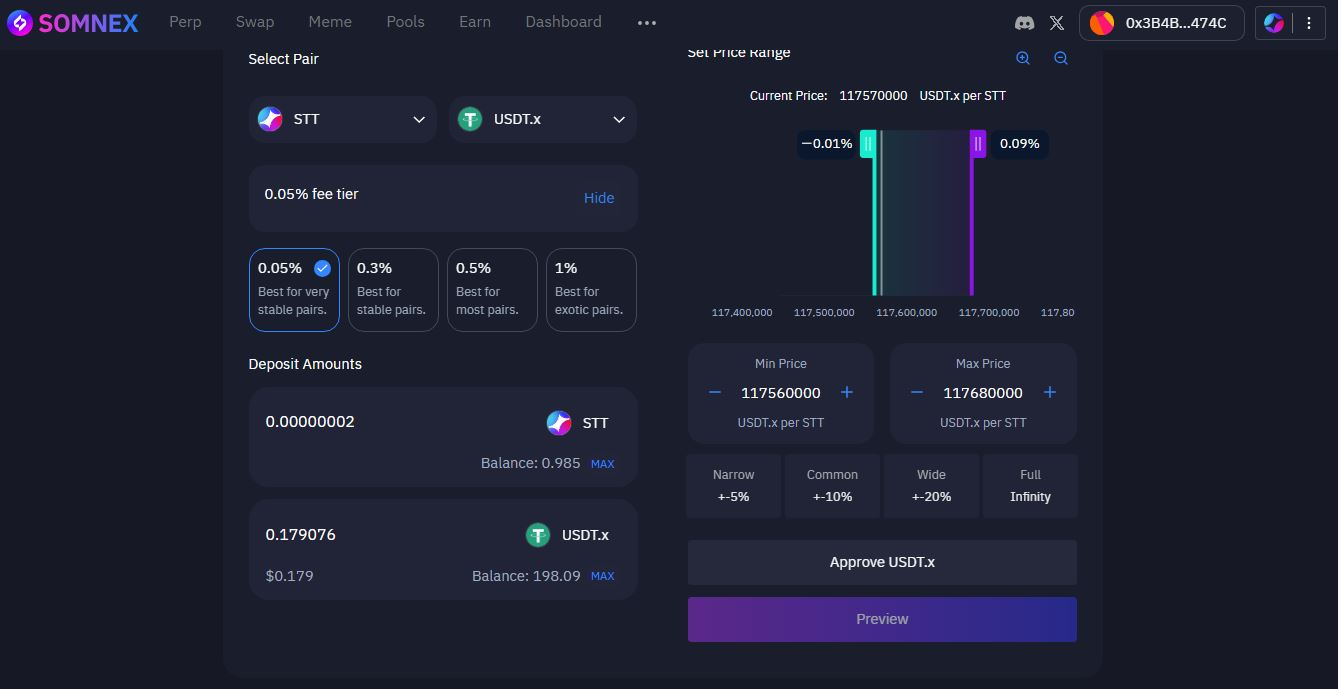 SOMNEX
Perp
Swap
Meme
Pools
Earn
Dashboard
0x3B4B...474C
Select Pair
STT
USDT.x
0.05% fee tier
Hide
0.05%
Best for very
stable pairs.
0.3%
Best for
stable pairs.
0.5%
Best for
most pairs.
1%
Best for
exotic pairs.
Deposit Amounts
0.00000002
STT
Balance: 0.985 MAX
0.179076
USDT.x
$0.179
Balance: 198.09 MAX
Set Price Range
Current Price: 117570000 USDT.x per STT
−0.01%
0.09%
117,400,000
117,500,000
117,600,000
117,700,000
117,80
Min Price
− 117560000 +
USDT.x per STT
Max Price
− 117680000 +
USDT.x per STT
Narrow
+-5%
Common
+-10%
Wide
+-20%
Full
Infinity
Approve USDT.x
Preview